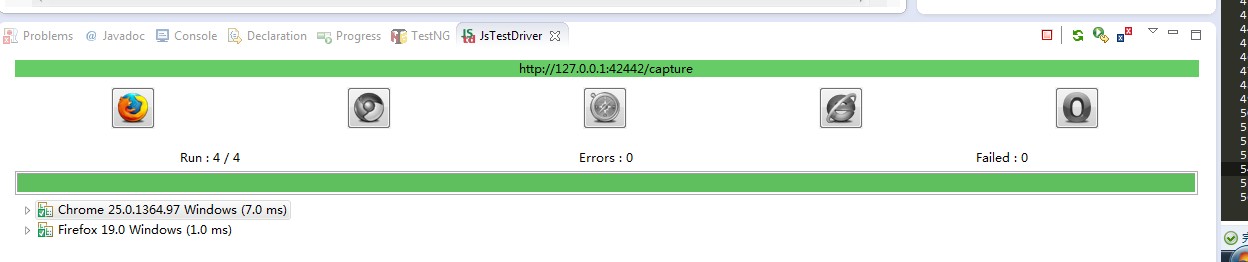 Problems @ Javadoc Console Declaration Progress TestNG JsTestDriver
http://127.0.0.1:42442/capture
Run : 4 / 4 Errors : 0 Failed : 0
Chrome 25.0.1364.97 Windows (7.0 ms)
Firefox 19.0 Windows (1.0 ms)